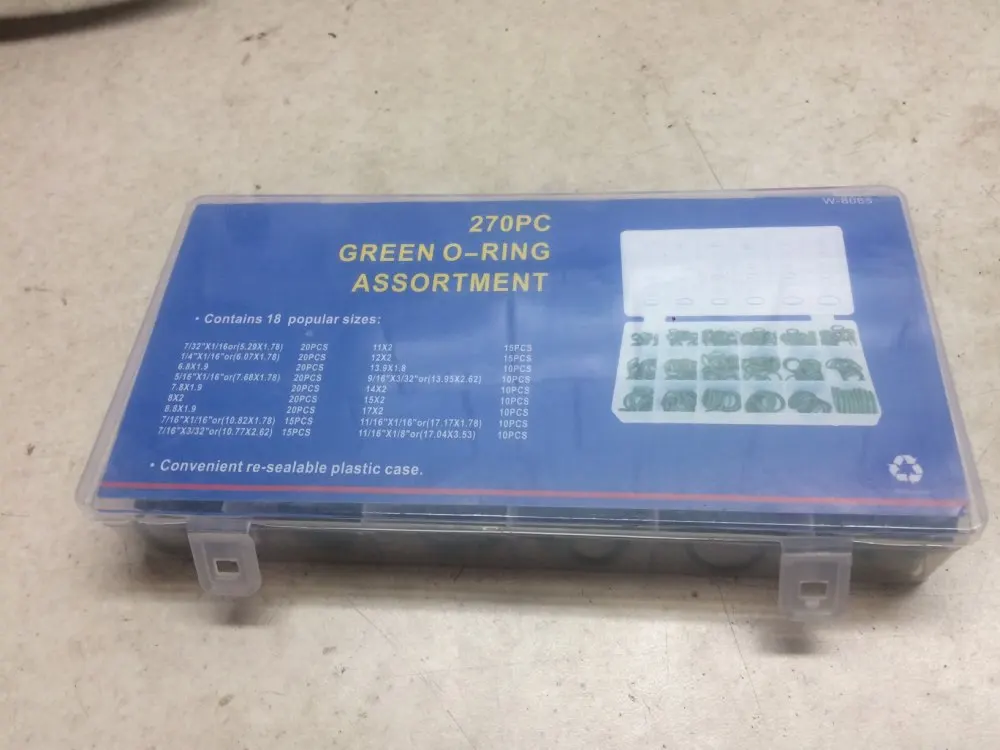 W-8065
270PC
GREEN O-RING
ASSORTMENT
• Contains 18 popular sizes:
7/32"X1/16or(5.29X1.78) 20PCS
1/4"X1/16"or(6.07X1.78) 20PCS
6.8X1.9 20PCS
5/16"X1/16"or(7.68X1.78) 20PCS
7.8X1.9 20PCS
8X2 20PCS
8.8X1.9 20PCS
7/16"X1/16"or(10.82X1.78) 15PCS
7/16"X3/32"or(10.77X2.62) 15PCS
11X2 15PCS
12X2 15PCS
13.9X1.8 10PCS
9/16"X3/32"or(13.95X2.62) 10PCS
14X2 10PCS
15X2 10PCS
17X2 10PCS
11/16"X1/16"or(17.17X1.78) 10PCS
11/16"X1/8"or(17.04X3.53) 10PCS
• Convenient re-sealable plastic case.